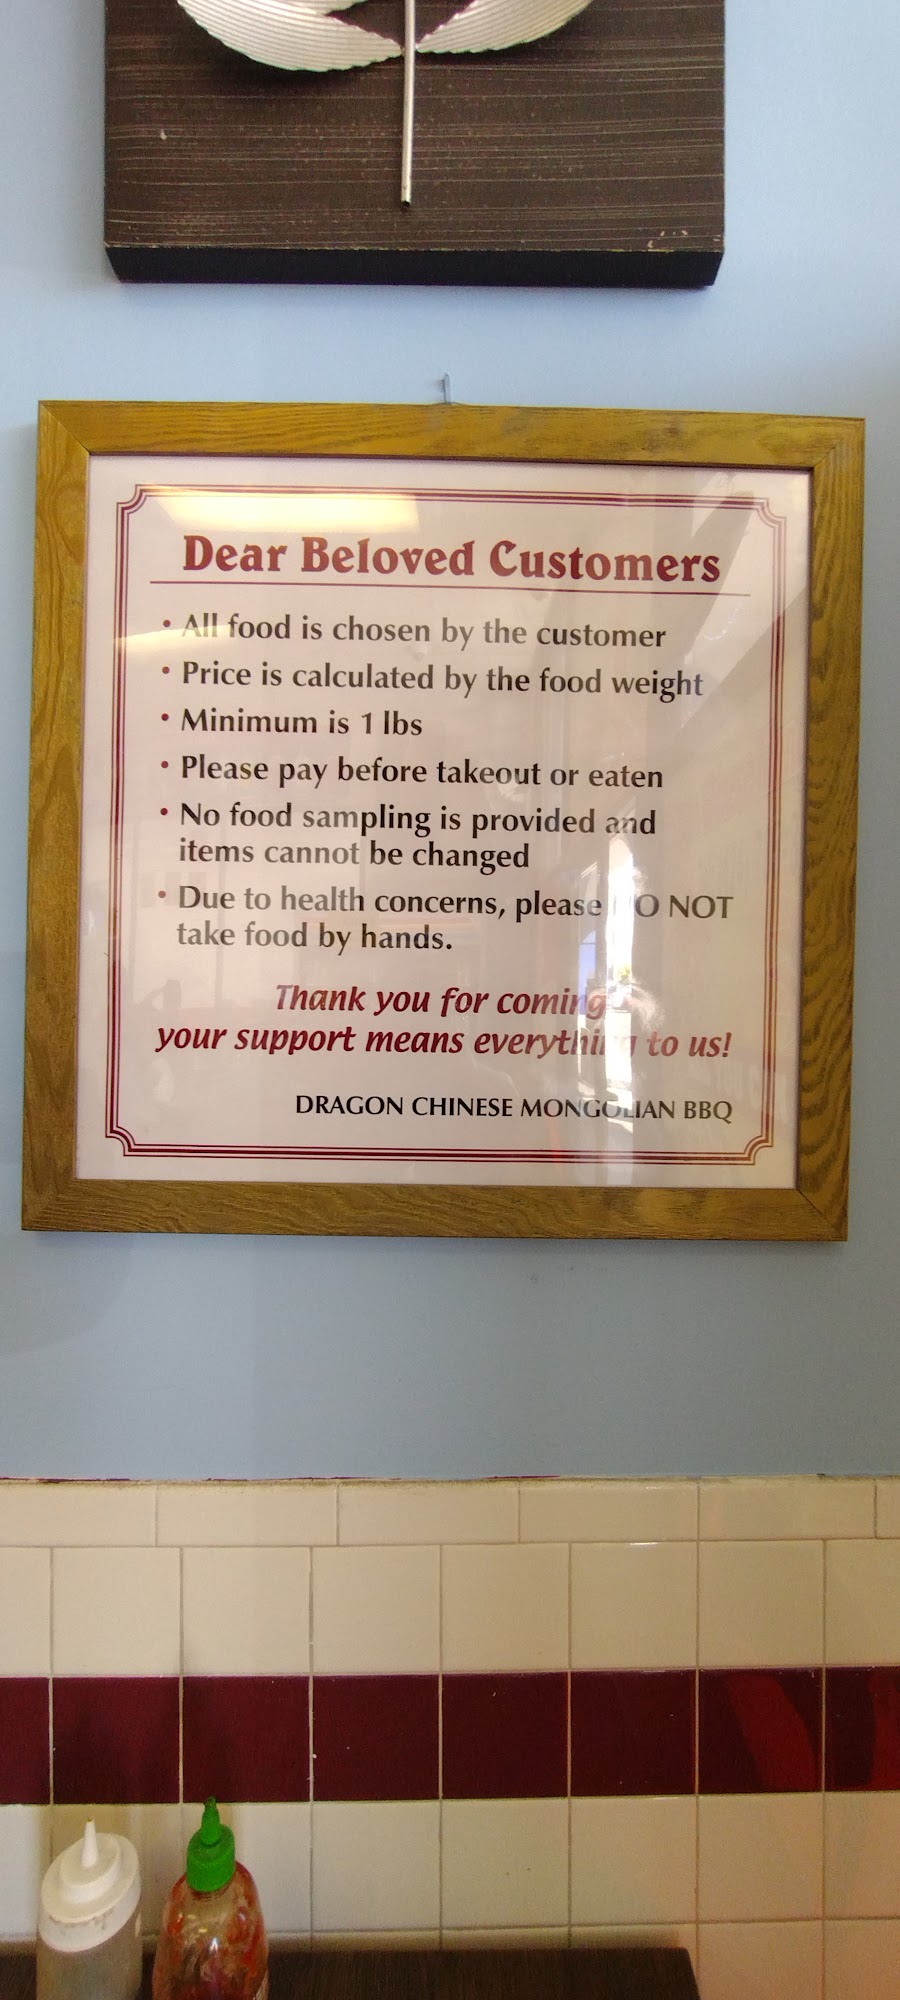 Dear Beloved Customers
• All food is chosen by the customer
• Price is calculated by the food weight
• Minimum is 1 lbs
• Please pay before takeout or eaten
• No food sampling is provided and
items cannot be changed
• Due to health concerns, please DO NOT
take food by hands.
Thank you for coming
your support means everything to us!
DRAGON CHINESE MONGOLIAN BBQ